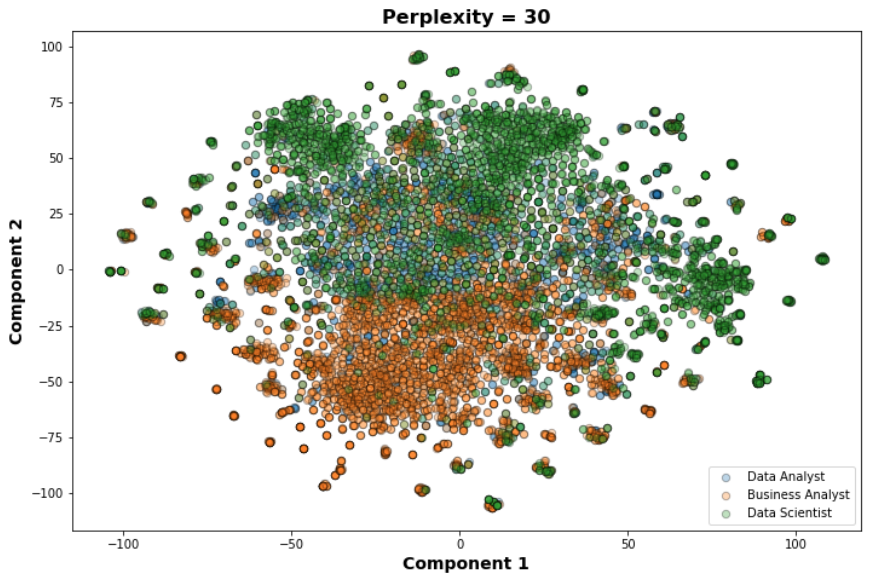 Perplexity = 30
100
75
50
25
0
−25
−50
−75
−100
Component 2
−100
−50
0
50
100
Component 1
Data Analyst
Business Analyst
Data Scientist